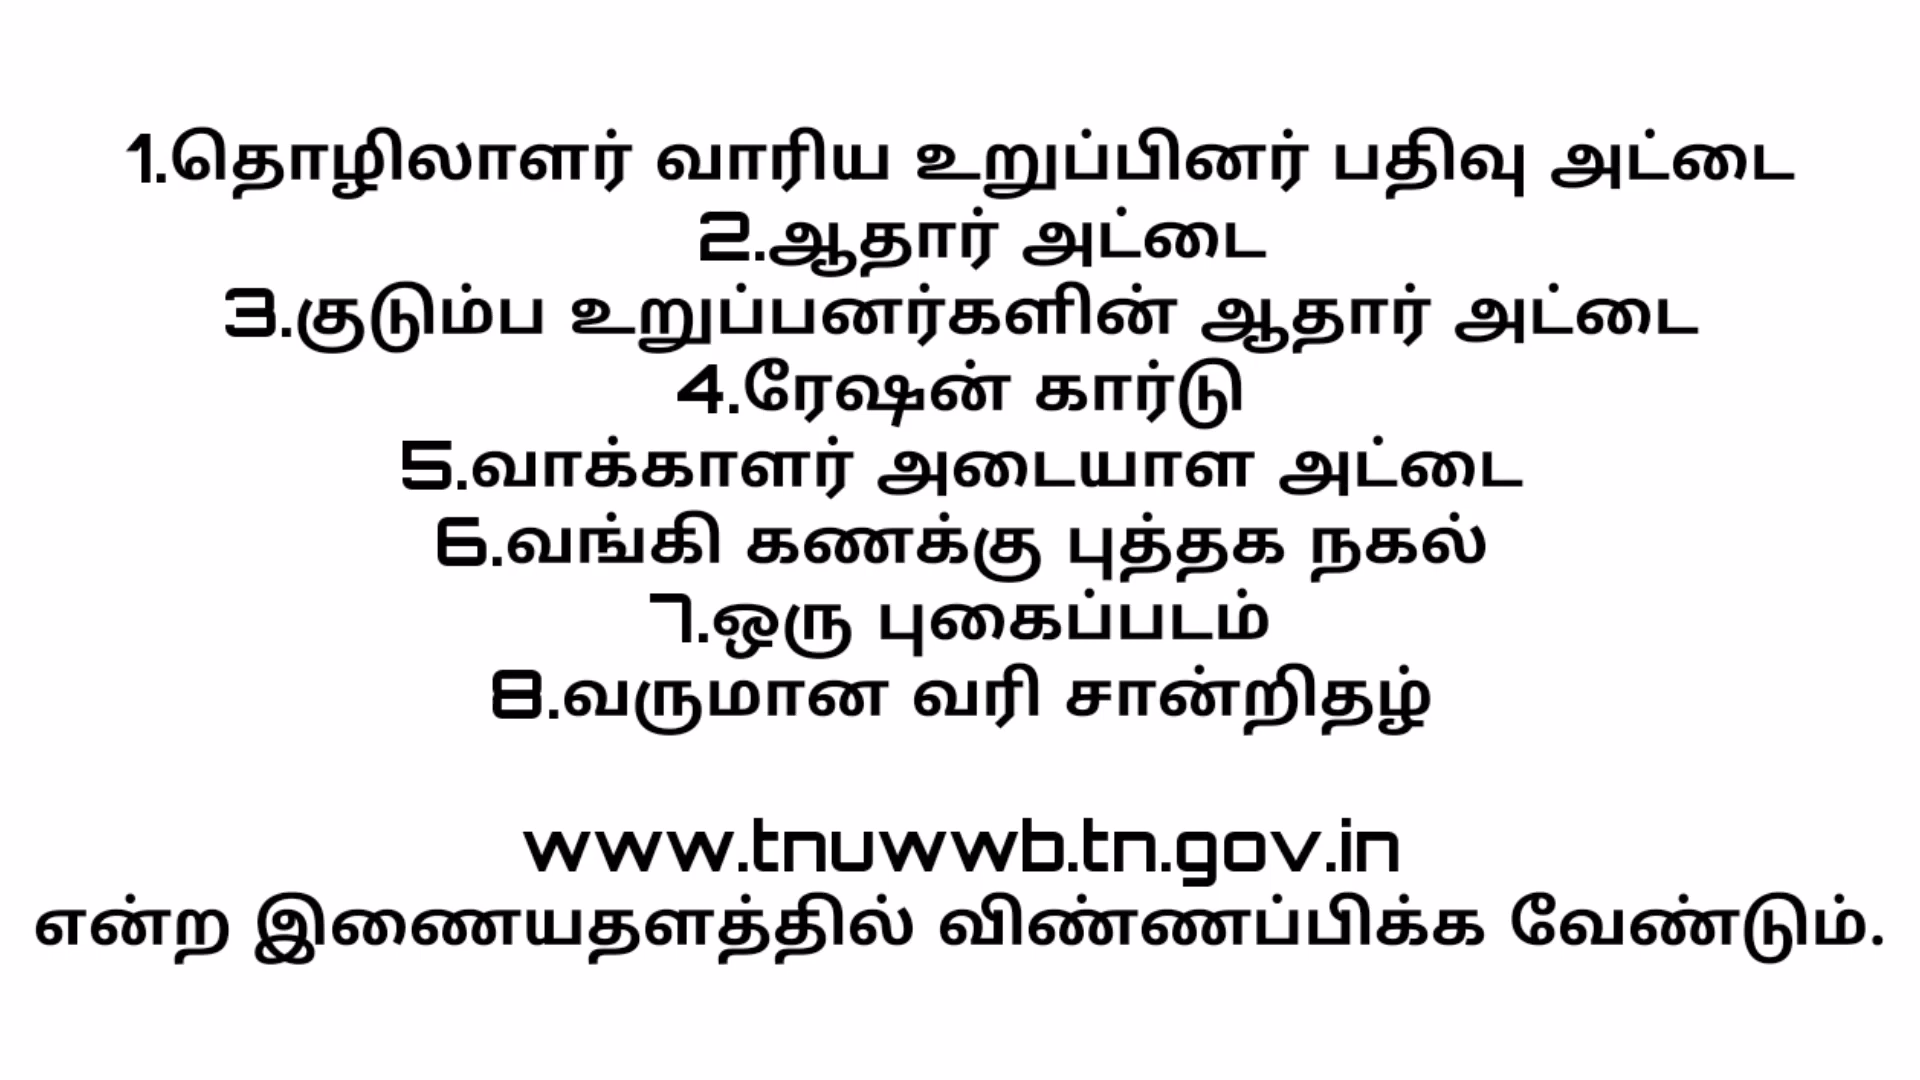 1.தொழிலாளர் வாரிய உறுப்பினர் பதிவு அட்டை
2.ஆதார் அட்டை
3.குடும்ப உறுப்பனர்களின் ஆதார் அட்டை
4.ரேஷன் கார்டு
5.வாக்காளர் அடையாள அட்டை
6.வங்கி கணக்கு புத்தக நகல்
7.ஒரு புகைப்படம்
8.வருமான வரி சான்றிதழ்
www.tnuwwb.tn.gov.in
என்ற இணையதளத்தில் விண்ணப்பிக்க வேண்டும்.